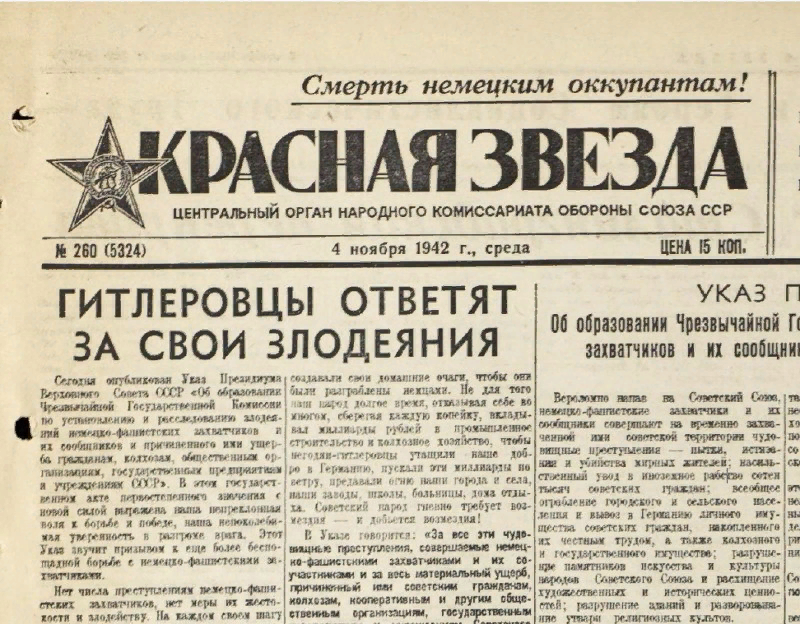 Смерть немецким оккупантам!
КРАСНАЯ ЗВЕЗДА
ЦЕНТРАЛЬНЫЙ ОРГАН НАРОДНОГО КОМИССАРИАТА ОБОРОНЫ СОЮЗА ССР
№ 260 (5324)
4 ноября 1942 г., среда
ЦЕНА 15 КОП.
ГИТЛЕРОВЦЫ ОТВЕТЯТ
ЗА СВОИ ЗЛОДЕЯНИЯ
Сегодня опубликован Указ Президиума
Верховного Совета СССР «Об образовании
Чрезвычайной Государственной Комиссии
по установлению и расследованию злодея-
ний немецко-фашистских захватчиков и
их сообщников и причиненного ими ущер-
ба гражданам, колхозам, общественным ор-
ганизациям, государственным предприятиям
и учреждениям СССР». В этом государст-
венном акте первостепенного значения с
новой силой выражена наша непреклонная
воля к борьбе и победе, наша непоколеби-
мая уверенность в разгроме врага. Этот
Указ звучит призывом к еще более беспо-
щадной борьбе с немецко-фашистскими за-
хватчиками.
Нет числа преступлениям немецко-фаши-
стских захватчиков, нет меры их жесто-
кости и злодейству. На каждом своем шагу
создавали свои домашние очаги, чтобы они
были разграблены немцами. Не для того
наш народ долгое время, отказывая себе во
многом, сберегая каждую копейку, вклады-
вал миллиарды рублей в промышленное
строительство и колхозное хозяйство, чтобы
негодяи-гитлеровцы утащили наше доб-
ро в Германию, пускали эти миллиарды по
ветру, предавали огню наши города и села,
наши заводы, школы, больницы, дома отды-
ха. Советский народ гневно требует воз-
мездия — и добьется возмездия!
В Указе говорится: «За все эти чудо-
вищные преступления, совершаемые немец-
ко-фашистскими захватчиками и их со-
участниками и за весь материальный ущерб,
причиненный ими советским гражданам,
колхозам, кооперативным и другим обще-
ственным организациям, государственным
УКАЗ П
Об образовании Чрезвычайной Го
захватчиков и их сообщни
Вероломно напав на Советский Союз,
немецко-фашистские захватчики и их
сообщники совершают на временно захва-
ченной ими советской территории чудо-
вищные преступления — пытки, истяза-
ния и убийства мирных жителей; насиль-
ственный увод в иноземное рабство сотен
тысяч советских граждан; всеобщее
ограбление городского и сельского насе-
ления и вывоз в Германию личного иму-
щества советских граждан, накопленного
их честным трудом, а также колхозного
и государственного имущества; разруше-
ние памятников искусства и культуры
народов Советского Союза и расхищение
художественных и исторических ценно-
стей; разрушение зданий и разворовыва-
ние утвари религиозных культов.